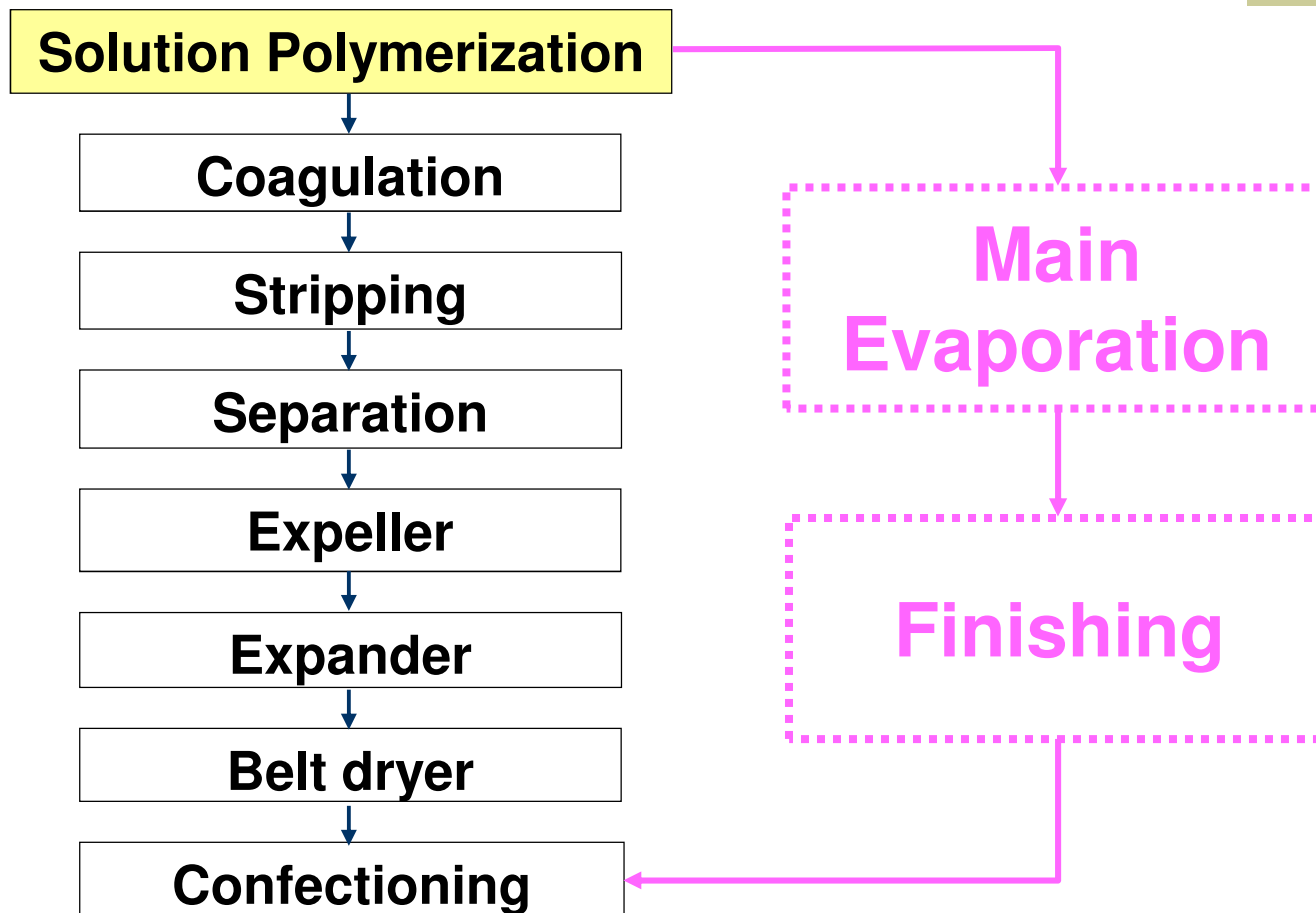 Solution Polymerization
Coagulation
Stripping
Separation
Expeller
Expander
Belt dryer
Confectioning
Main
Evaporation
Finishing